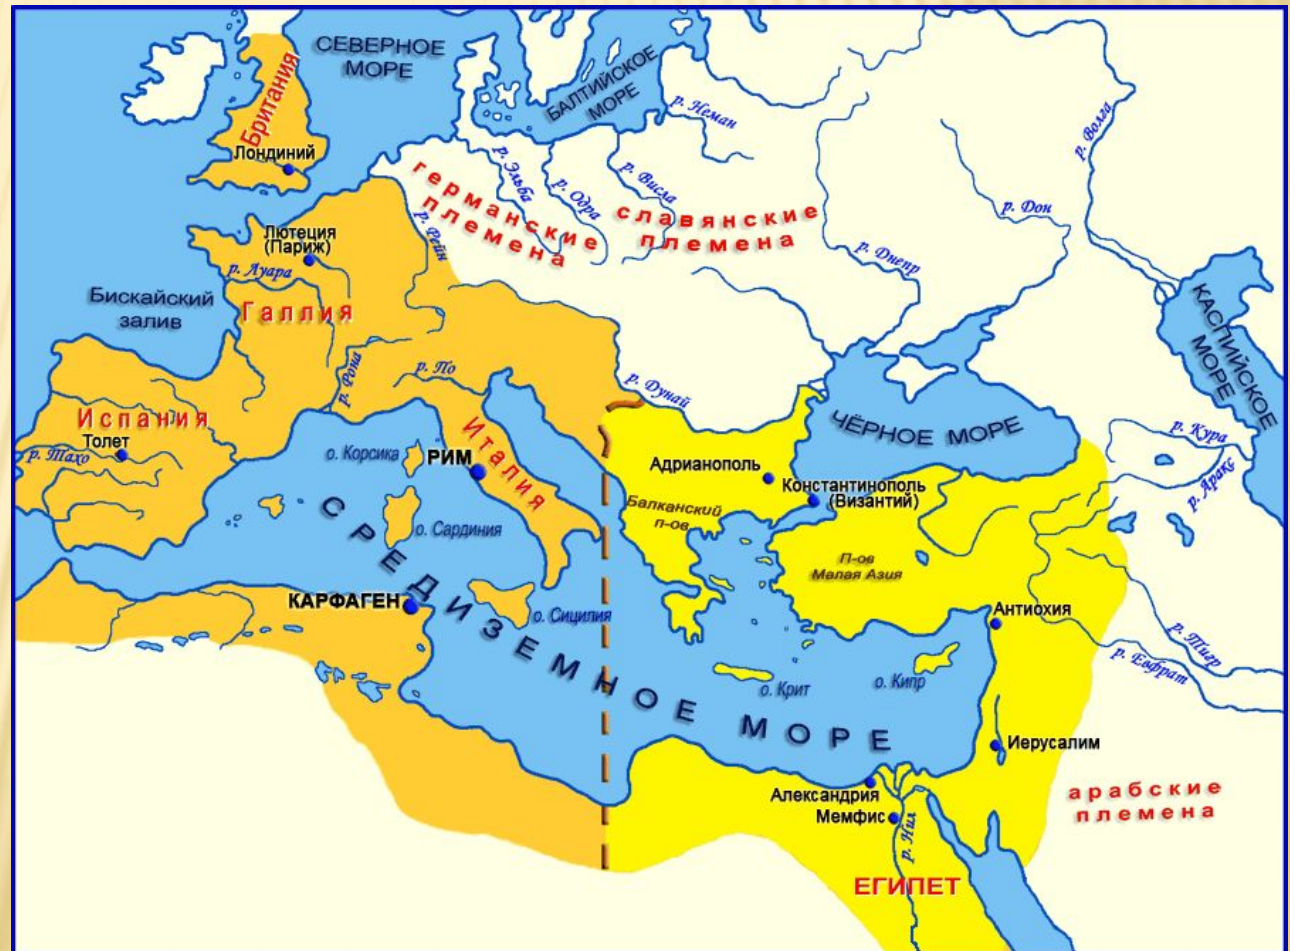 СЕВЕРНОЕ
МОРЕ
БАЛТИЙСКОЕ
МОРЕ
Британия
Лондиний
р. Неман
р. Волга
германские
племена
р. Эльба
р. Одра
р. Висла
славянские
племена
р. Дон
р. Днепр
Лютеция
(Париж)
р. Рейн
р. Луара
Бискайский
залив
Галлия
КАСПИЙСКОЕ
МОРЕ
р. Рона
р. По
р. Дунай
Испания
Толет
р. Тахо
о. Корсика
РИМ
Италия
ЧЁРНОЕ МОРЕ
р. Кура
р. Аракс
Адрианополь
Константинополь
(Византий)
Балканский
п-ов
о. Сардиния
П-ов
Малая Азия
СРЕДИЗЕМНОЕ МОРЕ
КАРФАГЕН
о. Сицилия
Антиохия
р. Тигр
р. Евфрат
о. Крит
о. Кипр
Иерусалим
Александрия
Мемфис
р. Нил
арабские
племена
ЕГИПЕТ